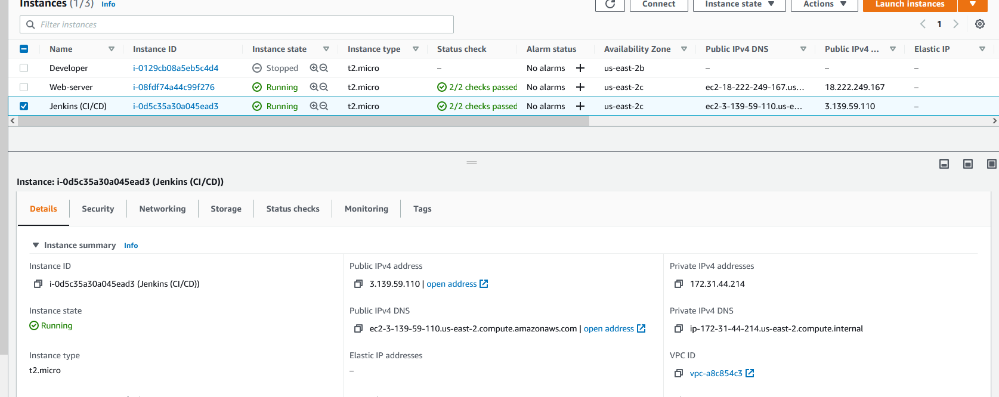 Instances (1/3) Info
Connect Instance state Actions Launch instances
Filter instances 1
Name Instance ID Instance state Instance type Status check Alarm status Availability Zone Public IPv4 DNS Public IPv4 ... Elastic IP
Developer i-0129cb08a5eb5c4d4 Stopped t2.micro – No alarms + us-east-2b – – –
Web-server i-08fdf74a44c99f276 Running t2.micro 2/2 checks passed No alarms + us-east-2c ec2-18-222-249-167.us... 18.222.249.167 –
Jenkins (CI/CD) i-0d5c35a30a045ead3 Running t2.micro 2/2 checks passed No alarms + us-east-2c ec2-3-139-59-110.us-e... 3.139.59.110 –
Instance: i-0d5c35a30a045ead3 (Jenkins (CI/CD))
Details Security Networking Storage Status checks Monitoring Tags
Instance summary Info
Instance ID Public IPv4 address Private IPv4 addresses
i-0d5c35a30a045ead3 (Jenkins (CI/CD)) 3.139.59.110 | open address 172.31.44.214
Instance state Public IPv4 DNS Private IPv4 DNS
Running ec2-3-139-59-110.us-east-2.compute.amazonaws.com | open address ip-172-31-44-214.us-east-2.compute.internal
Instance type Elastic IP addresses VPC ID
t2.micro – vpc-a8c854c3